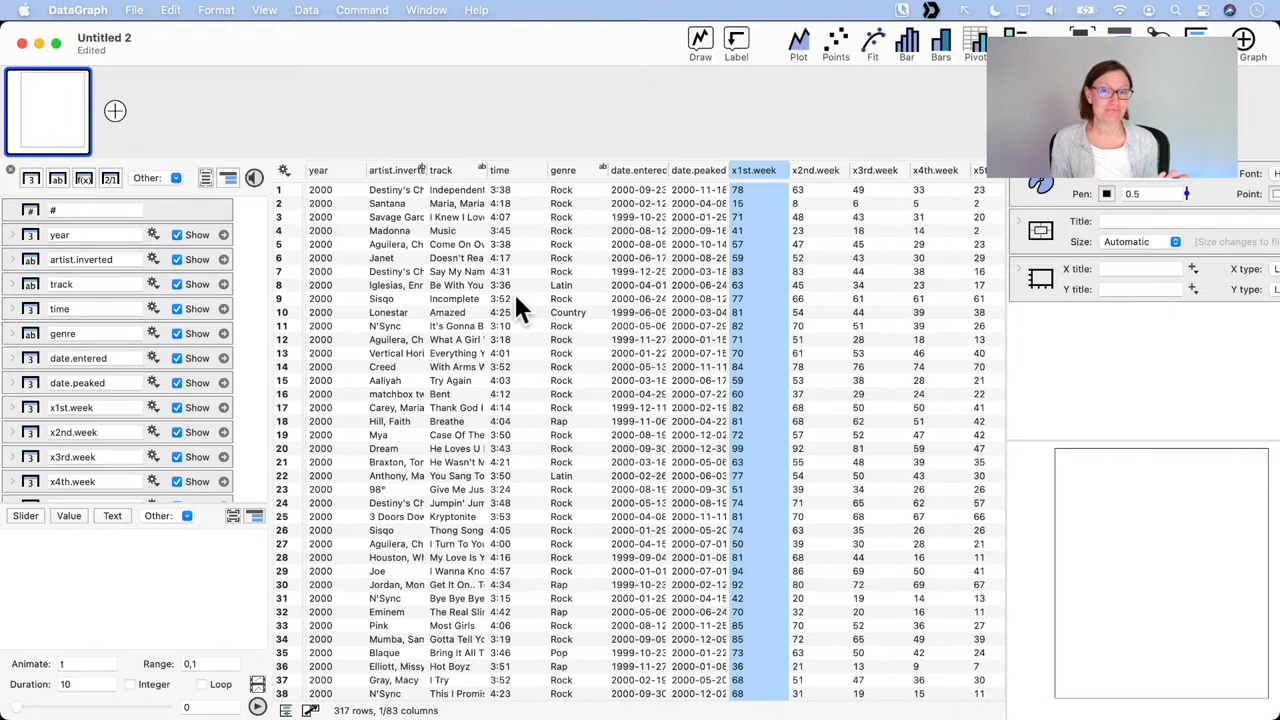 DataGraph File Edit Format View Data Command Window Help
Untitled 2
Edited
Draw Label Plot Points Fit Bar Bars Pivot Graph
Other:
# #
3 year Show
ab artist.inverted Show
ab track Show
3 time Show
ab genre Show
3 date.entered Show
3 date.peaked Show
3 x1st.week Show
3 x2nd.week Show
3 x3rd.week Show
3 x4th.week Show
Slider Value Text Other:
Animate: t Range: 0,1
Duration: 10 Integer Loop
0
year artist.inverte track time genre date.entered date.peaked x1st.week x2nd.week x3rd.week x4th.week x5t
1 2000 Destiny's Ch Independent 3:38 Rock 2000-09-23 2000-11-18 78 63 49 33 23
2 2000 Santana Maria, Maria 4:18 Rock 2000-02-12 2000-04-08 15 8 6 5 2
3 2000 Savage Gard I Knew I Lov 4:07 Rock 1999-10-23 2000-01-29 71 48 43 31 20
4 2000 Madonna Music 3:45 Rock 2000-08-12 2000-09-16 41 23 18 14 2
5 2000 Aguilera, Ch Come On Ov 3:38 Rock 2000-08-05 2000-10-14 57 47 45 29 23
6 2000 Janet Doesn't Rea 4:17 Rock 2000-06-17 2000-08-26 59 52 43 30 29
7 2000 Destiny's Ch Say My Nam 4:31 Rock 1999-12-25 2000-03-18 83 83 44 38 16
8 2000 Iglesias, Enr Be With You 3:36 Latin 2000-04-01 2000-06-24 63 45 34 23 17
9 2000 Sisqo Incomplete 3:52 Rock 2000-06-24 2000-08-12 77 66 61 61 61
10 2000 Lonestar Amazed 4:25 Country 1999-06-05 2000-03-04 81 54 44 39 38
11 2000 N'Sync It's Gonna B 3:10 Rock 2000-05-06 2000-07-29 82 70 51 39 26
12 2000 Aguilera, Ch What A Girl 3:18 Rock 1999-11-27 2000-01-15 71 51 28 18 13
13 2000 Vertical Hori Everything Y 4:01 Rock 2000-01-22 2000-07-15 70 61 53 46 40
14 2000 Creed With Arms W 3:52 Rock 2000-05-13 2000-11-11 84 78 76 74 70
15 2000 Aaliyah Try Again 4:03 Rock 2000-03-18 2000-06-17 59 53 38 28 21
16 2000 matchbox tw Bent 4:12 Rock 2000-04-29 2000-07-22 60 37 29 24 22
17 2000 Carey, Maria Thank God I 4:14 Rock 1999-12-11 2000-02-19 82 68 50 50 41
18 2000 Hill, Faith Breathe 4:04 Rap 1999-11-06 2000-04-22 81 68 62 51 42
19 2000 Mya Case Of The 3:50 Rock 2000-08-19 2000-12-02 72 57 52 47 42
20 2000 Dream He Loves U 3:43 Rock 2000-09-30 2000-12-30 99 92 81 59 47
21 2000 Braxton, Ton He Wasn't M 4:21 Rock 2000-03-18 2000-05-06 63 55 48 39 35
22 2000 Anthony, Ma You Sang To 3:50 Latin 2000-02-26 2000-06-03 77 54 50 43 30
23 2000 98° Give Me Jus 3:24 Rock 2000-08-19 2000-09-30 51 39 34 26 26
2000 Destiny's Ch Jumpin' Jum 3:48 Rock 2000-05-13 2000-08-05 74 71 65 57 51
25 2000 3 Doors Dow Kryptonite 3:53 Rock 2000-04-08 2000-11-11 81 70 68 67 66
26 2000 Sisqo Thong Song 4:05 Rock 2000-01-29 2000-05-27 74 63 35 26 26
27 2000 Aguilera, Ch I Turn To You 4:00 Rock 2000-04-15 2000-07-01 50 39 30 28 21
28 2000 Houston, Wh My Love Is Y 4:16 Rock 1999-09-04 2000-01-08 81 68 44 16 11
29 2000 Joe I Wanna Kno 4:57 Rock 2000-01-01 2000-06-17 94 86 69 50 41
30 2000 Jordan, Mon Get It On.. T 4:34 Rap 1999-10-23 2000-01-15 92 80 72 69 67
31 2000 N'Sync Bye Bye Bye 3:19 Rock 2000-01-29 2000-04-15 42 20 19 14 13
32 2000 Eminem The Real Slin 4:42 Rap 2000-05-06 2000-06-24 70 32 20 16 11
33 2000 Pink Most Girls 4:06 Rock 2000-08-12 2000-11-25 85 70 52 36 27
34 2000 Mumba, Sam Gotta Tell Yo 3:19 Rock 2000-09-16 2000-11-04 85 72 65 49 39
35 2000 Blaque Bring It All T 3:46 Pop 1999-10-23 2000-02-05 73 63 50 42 24
36 2000 Elliott, Missy Hot Boyz 3:51 Rap 1999-11-27 2000-01-08 36 21 13 9 7
37 2000 Gray, Macy I Try 3:52 Rock 2000-02-19 2000-05-13 68 51 47 36 30
38 2000 N'Sync This I Promis 4:23 Rock 2000-09-30 2000-12-02 68 31 19 15 11
317 rows, 1/83 columns
Font: H
Pen: 0.5 Point:
Title:
Size: Automatic [Size changes to fi
X title: X type: L
Y title: Y type: L